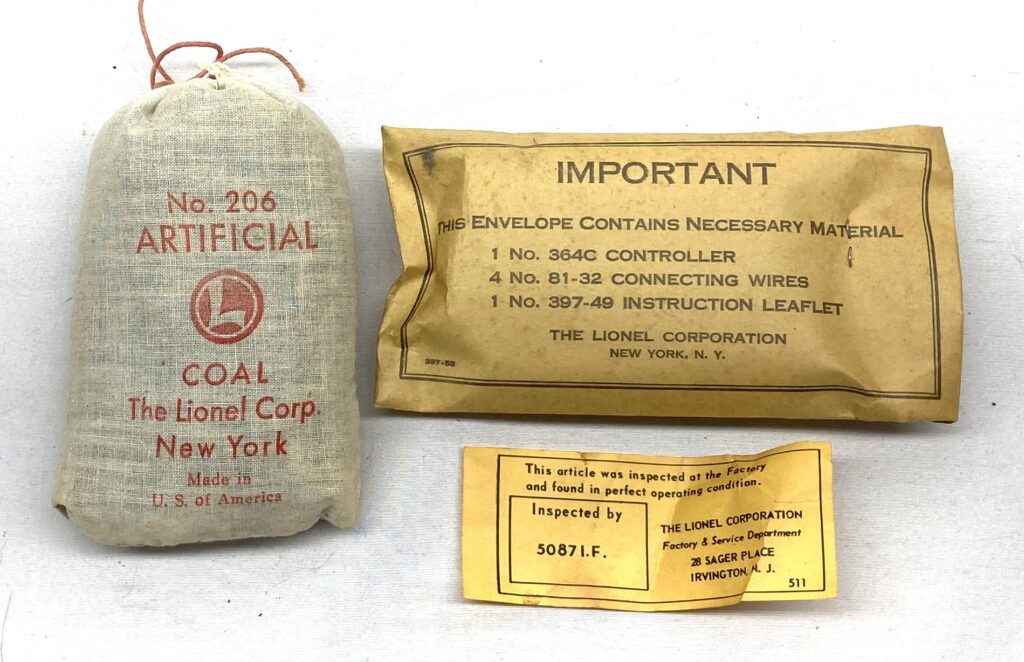 No. 206
ARTIFICIAL
L
COAL
The Lionel Corp.
New York
Made in
U. S. of America
IMPORTANT
THIS ENVELOPE CONTAINS NECESSARY MATERIAL
1 No. 364C CONTROLLER
4 No. 81-32 CONNECTING WIRES
1 No. 397-49 INSTRUCTION LEAFLET
THE LIONEL CORPORATION
NEW YORK, N. Y.
397-53
This article was inspected at the Factory
and found in perfect operating condition.
Inspected by
50871.F.
THE LIONEL CORPORATION
Factory & Service Department
28 SAGER PLACE
IRVINGTON, N. J.
511